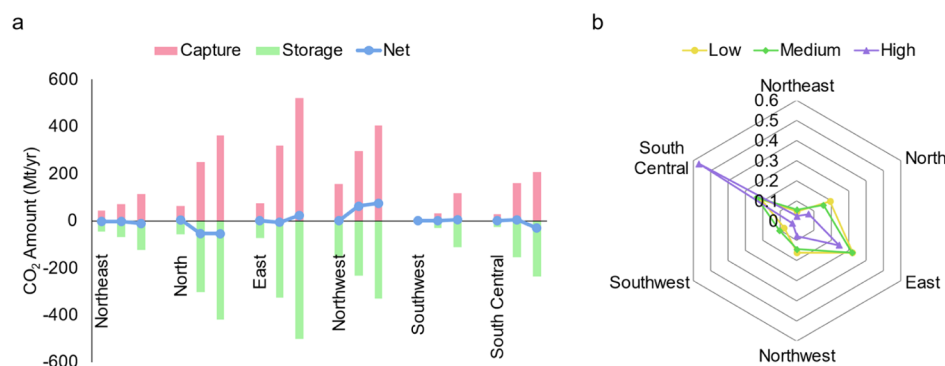 a
Capture Storage Net
CO2 Amount (Mt/yr)
600
400
200
0
-200
-400
-600
Northeast
North
East
Northwest
Southwest
South Central
b
Low Medium High
Northeast
0.6
0.5
0.4
0.3
0.2
0.1
0
North
East
Northwest
Southwest
South
Central